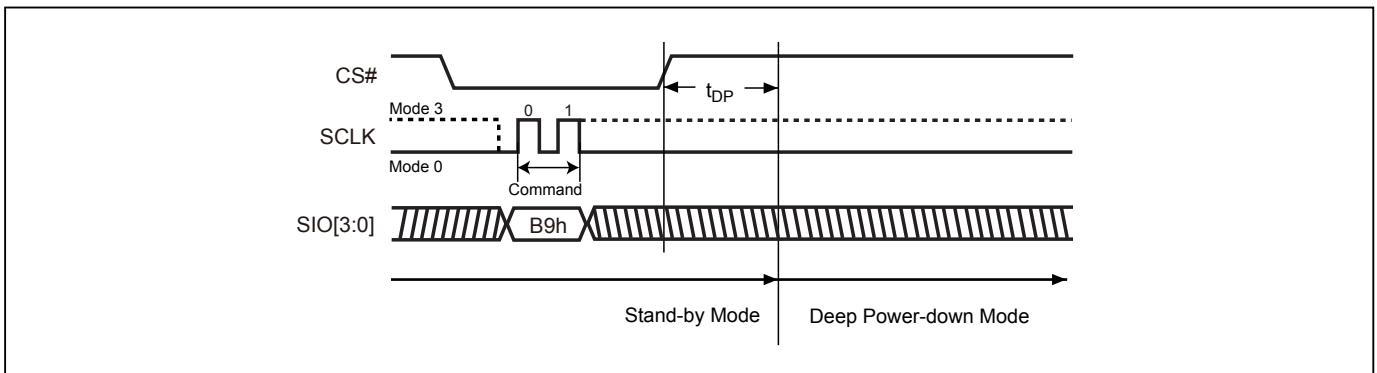 CS#
tDP
Mode 3
0 1
SCLK
Mode 0
Command
SIO[3:0]
B9h
Stand-by Mode
Deep Power-down Mode